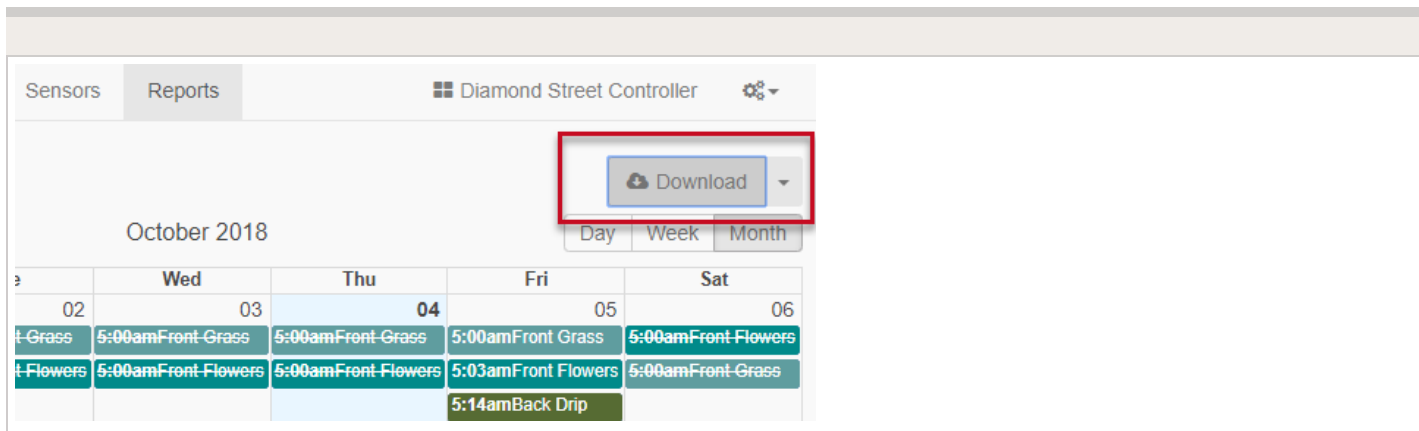 Sensors Reports Diamond Street Controller
Download
October 2018 Day Week Month
e Wed Thu Fri Sat
02 03 04 05 06
t Grass 5:00amFront Grass 5:00amFront Grass 5:00amFront Grass 5:00amFront Flowers
t Flowers 5:00amFront Flowers 5:00amFront Flowers 5:03amFront Flowers 5:00amFront Grass
5:14amBack Drip